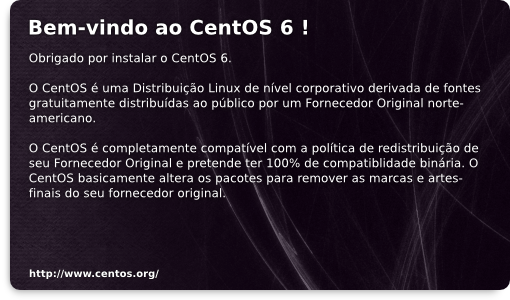 Bem-vindo ao CentOS 6 !
Obrigado por instalar o CentOS 6.
O CentOS é uma Distribuição Linux de nível corporativo derivada de fontes
gratuitamente distribuídas ao público por um Fornecedor Original norte-
americano.
O CentOS é completamente compatível com a política de redistribuição de
seu Fornecedor Original e pretende ter 100% de compatiblidade binária. O
CentOS basicamente altera os pacotes para remover as marcas e artes-
finais do seu fornecedor original.
http://www.centos.org/